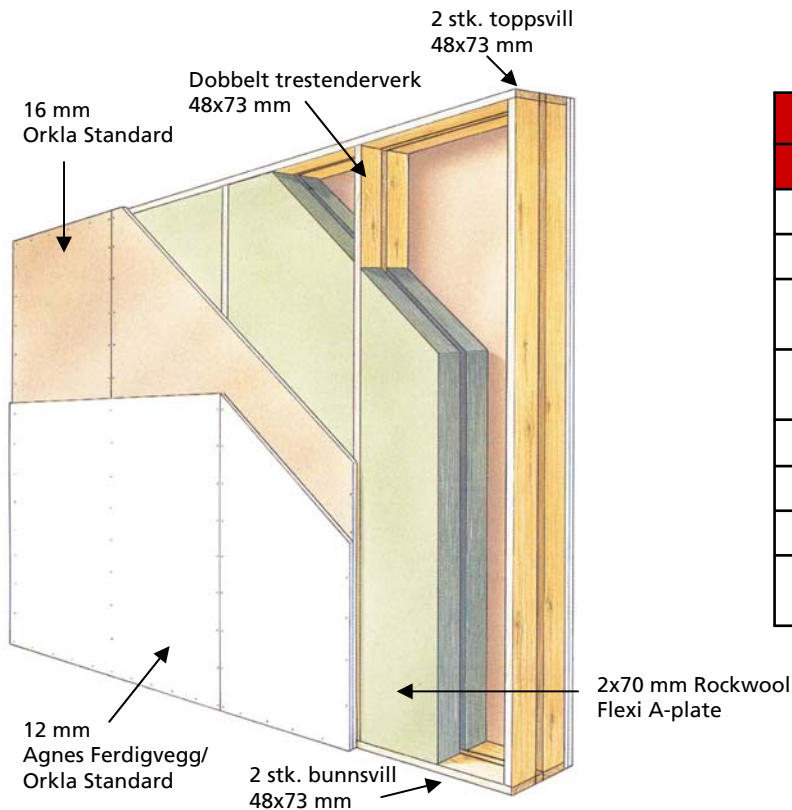 2 stk. toppsvill
48x73 mm
Dobbelt trestenderverk
48x73 mm
16 mm
Orkla Standard
2x70 mm Rockwool
Flexi A-plate
12 mm
Agnes Ferdigvegg/
Orkla Standard
2 stk. bunnsvill
48x73 mm